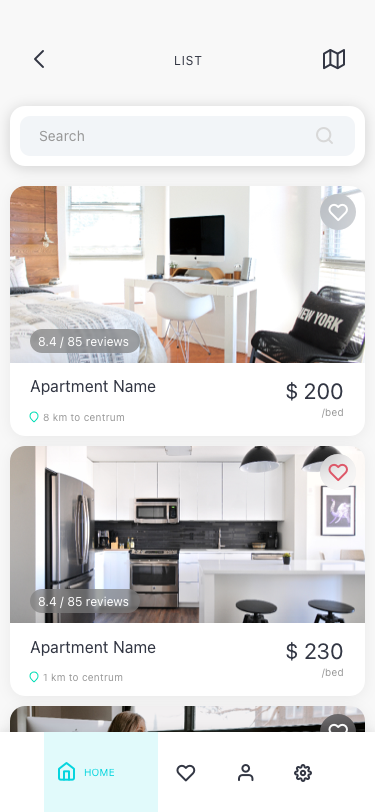 LIST
Search
NEW YORK
8.4 / 85 reviews
Apartment Name
$ 200
8 km to centrum
/bed
8.4 / 85 reviews
Apartment Name
$ 230
1 km to centrum
/bed
HOME